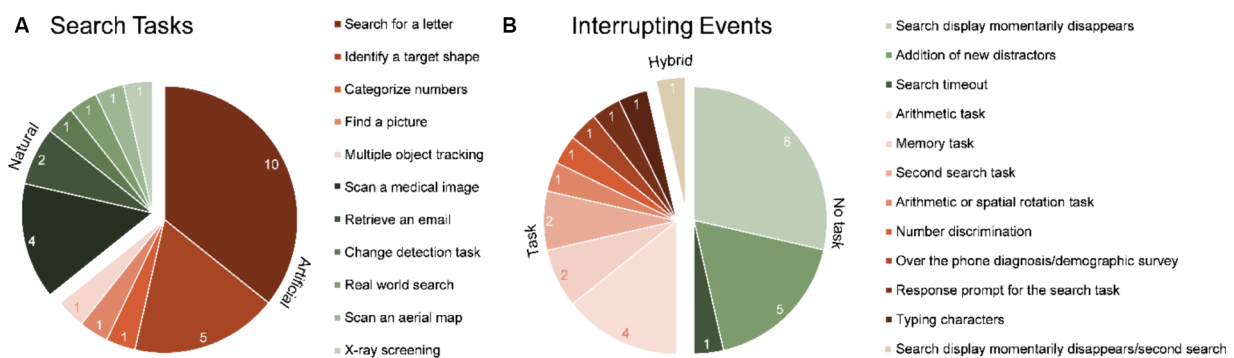 A Search Tasks
10
5
1
1
1
4
2
1
1
1
1
Natural
Artificial
Search for a letter
Identify a target shape
Categorize numbers
Find a picture
Multiple object tracking
Scan a medical image
Retrieve an email
Change detection task
Real world search
Scan an aerial map
X-ray screening
B Interrupting Events
Hybrid
Task
No task
8
5
1
4
2
2
1
1
1
1
1
1
Search display momentarily disappears
Addition of new distractors
Search timeout
Arithmetic task
Memory task
Second search task
Arithmetic or spatial rotation task
Number discrimination
Over the phone diagnosis/demographic survey
Response prompt for the search task
Typing characters
Search display momentarily disappears/second search